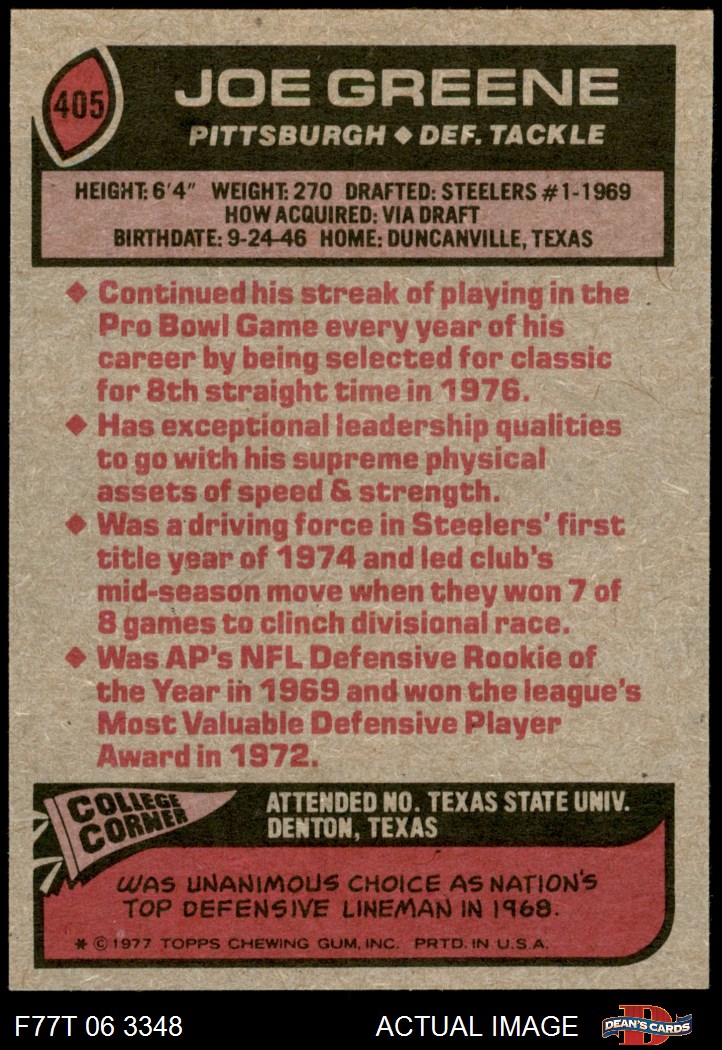 405
JOE GREENE
PITTSBURGH ◆ DEF. TACKLE
HEIGHT: 6'4" WEIGHT: 270 DRAFTED: STEELERS #1-1969
HOW ACQUIRED: VIA DRAFT
BIRTHDATE: 9-24-46 HOME: DUNCANVILLE, TEXAS
◆ Continued his streak of playing in the
Pro Bowl Game every year of his
career by being selected for classic
for 8th straight time in 1976.
◆ Has exceptional leadership qualities
to go with his supreme physical
assets of speed & strength.
◆ Was a driving force in Steelers' first
title year of 1974 and led club's
mid-season move when they won 7 of
8 games to clinch divisional race.
◆ Was AP's NFL Defensive Rookie of
the Year in 1969 and won the league's
Most Valuable Defensive Player
Award in 1972.
COLLEGE
CORNER
ATTENDED NO. TEXAS STATE UNIV.
DENTON, TEXAS
WAS UNANIMOUS CHOICE AS NATION'S
TOP DEFENSIVE LINEMAN IN 1968.
* © 1977 TOPPS CHEWING GUM, INC. PRTD. IN U.S.A.
F77T 06 3348
ACTUAL IMAGE
D
DEAN'S CARDS